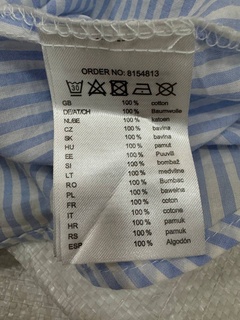 ORDER NO: 8154813
30
GB 100 % cotton
DE/AT/CH 100 % Baumwolle
NL/BE 100 % katoen
CZ 100 % bavlna
SK 100 % bavlna
HU 100 % pamut
EE 100 % Puuvill
SI 100 % bombaž
LT 100 % medvilnė
RO 100 % Bumbac
PL 100 % bawełna
FR 100 % coton
IT 100 % cotone
HR 100 % pamuk
RS 100 % pamuk
ESP 100 % Algodón